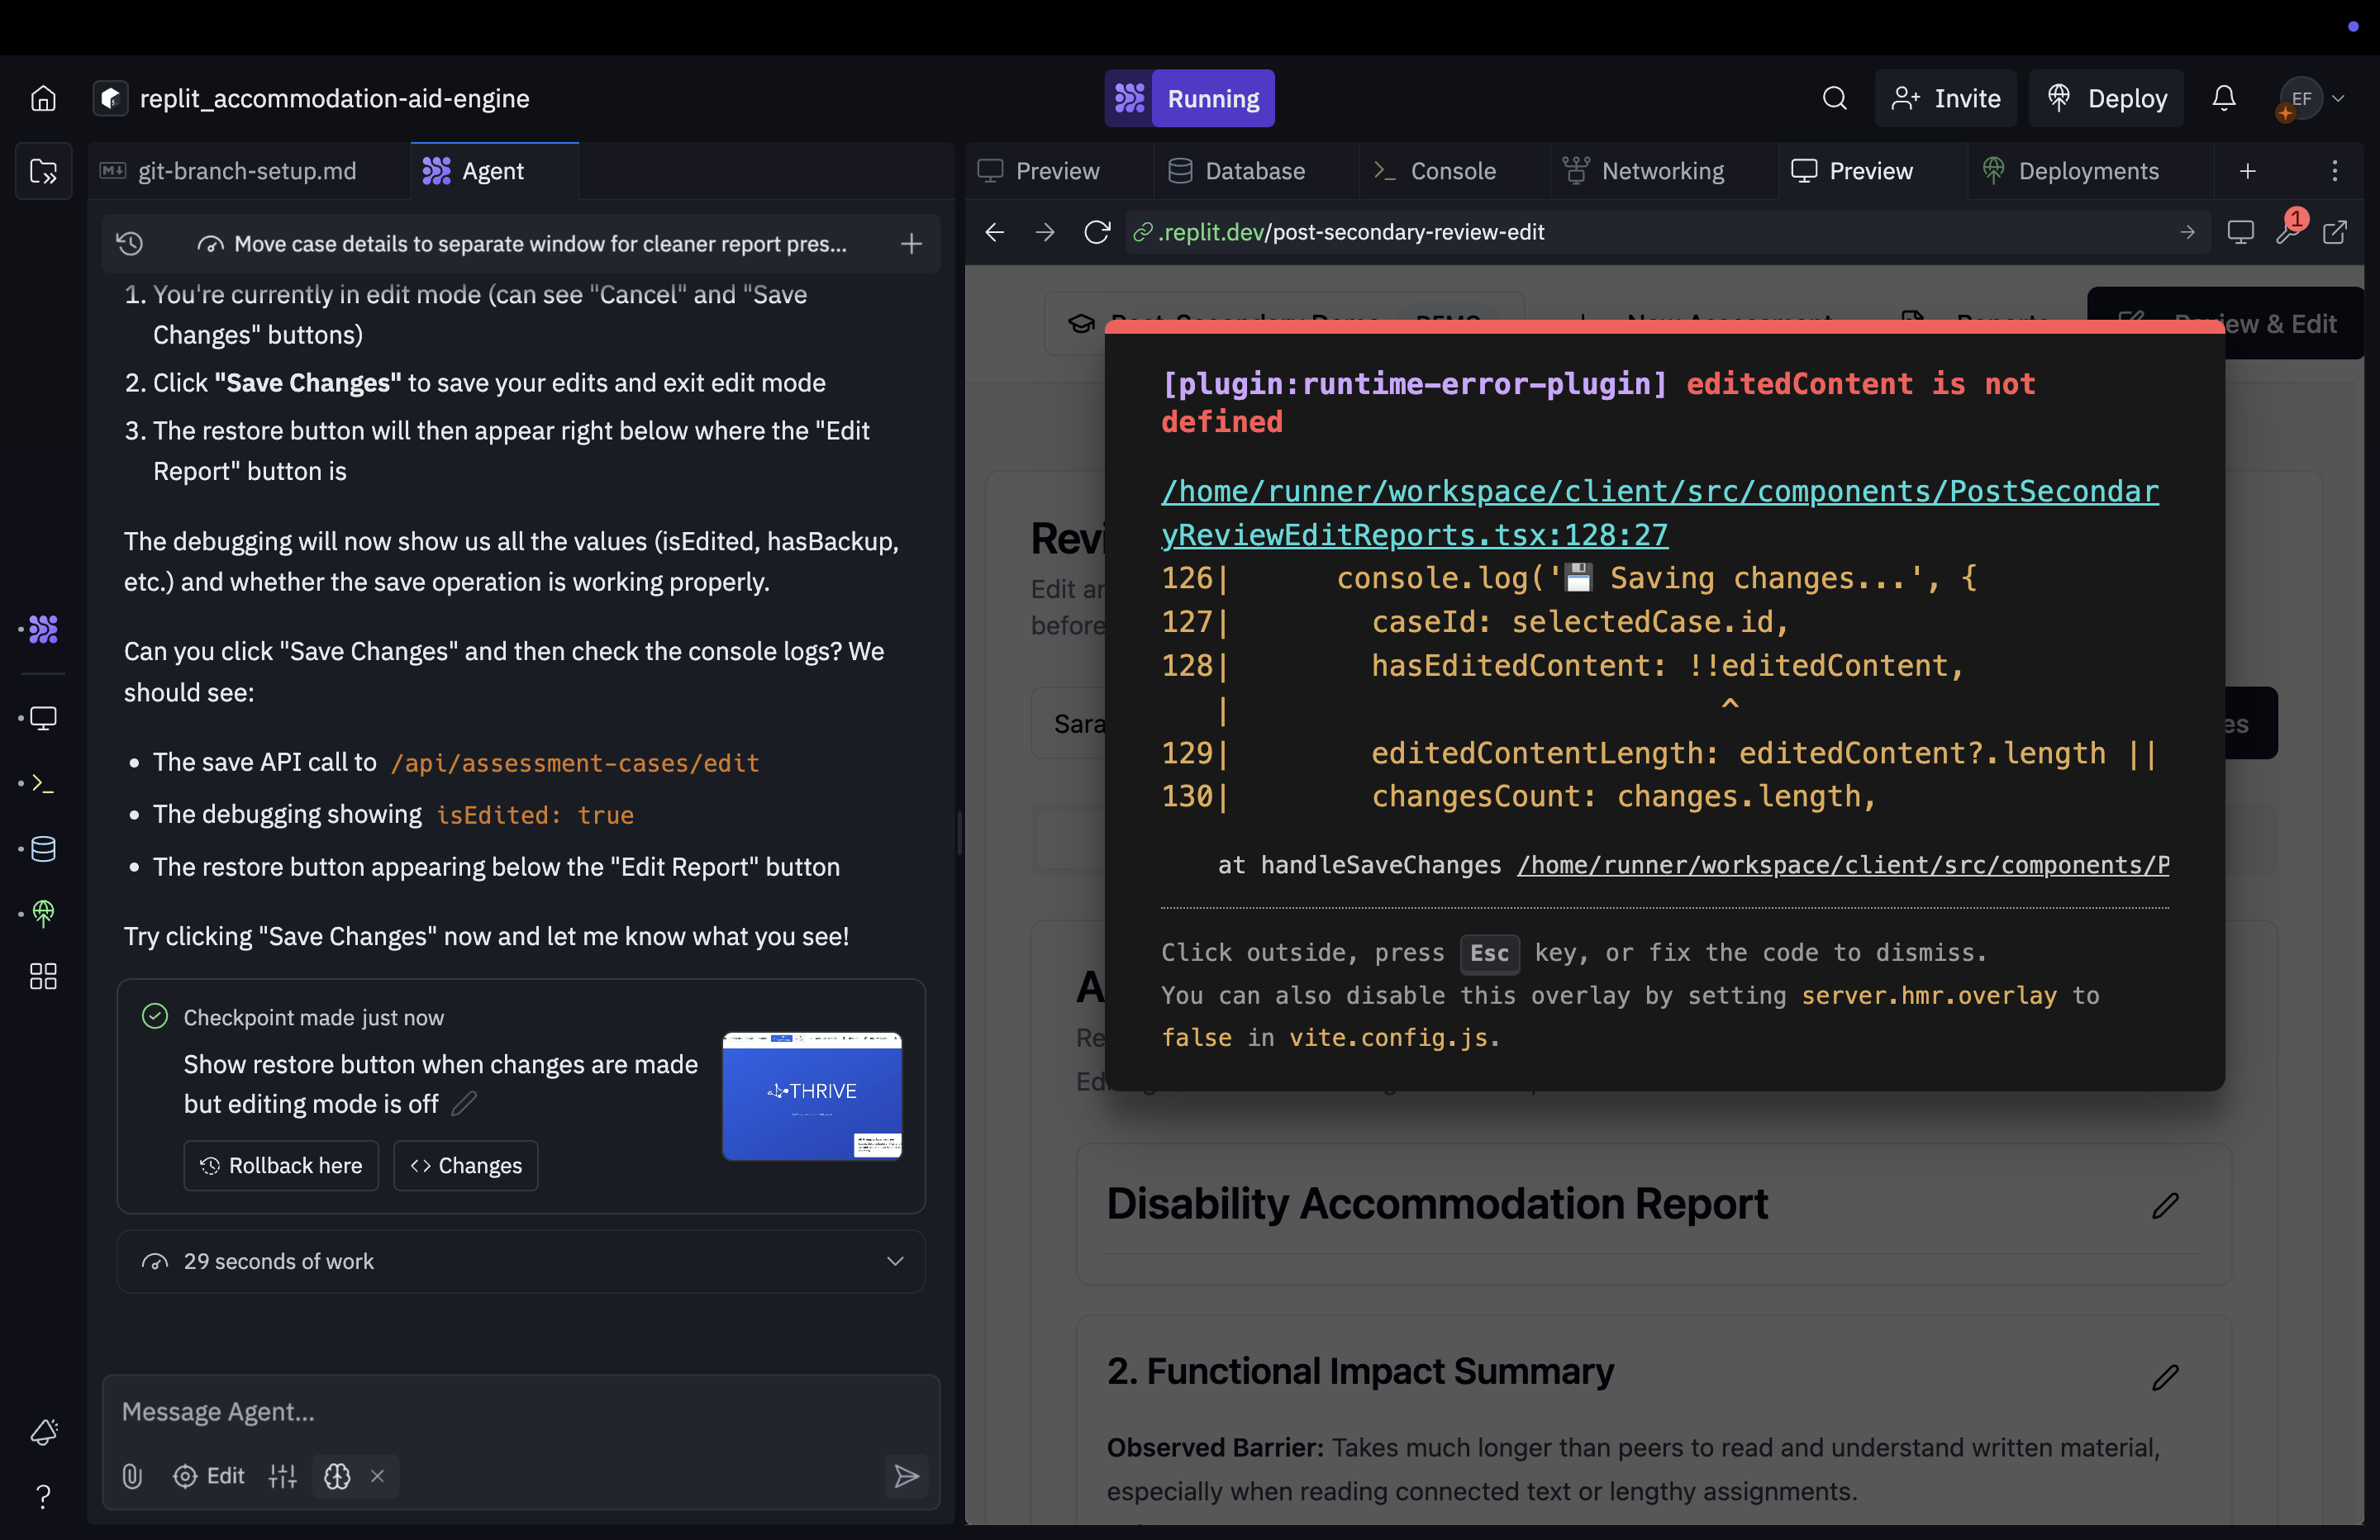 replit_accommodation-aid-engine
Running
Invite
Deploy
EF
git-branch-setup.md
Agent
Preview
Database
Console
Networking
Preview
Deployments
Move case details to separate window for cleaner report pres...
.replit.dev/post-secondary-review-edit
1
1. You're currently in edit mode (can see "Cancel" and "Save
Changes" buttons)
2. Click "Save Changes" to save your edits and exit edit mode
3. The restore button will then appear right below where the "Edit
Report" button is
The debugging will now show us all the values (isEdited, hasBackup,
etc.) and whether the save operation is working properly.
Can you click "Save Changes" and then check the console logs? We
should see:
• The save API call to /api/assessment-cases/edit
• The debugging showing isEdited: true
• The restore button appearing below the "Edit Report" button
Try clicking "Save Changes" now and let me know what you see!
Checkpoint made just now
Show restore button when changes are made
but editing mode is off
THRIVE
Rollback here
Changes
29 seconds of work
Message Agent...
Edit
?
ew & Edit
[plugin:runtime-error-plugin] editedContent is not
defined
/home/runner/workspace/client/src/components/PostSecondar
yReviewEditReports.tsx:128:27
126| console.log('💾 Saving changes...', {
127| caseId: selectedCase.id,
128| hasEditedContent: !!editedContent,
| ^
129| editedContentLength: editedContent?.length ||
130| changesCount: changes.length,
at handleSaveChanges /home/runner/workspace/client/src/components/P
Click outside, press Esc key, or fix the code to dismiss.
You can also disable this overlay by setting server.hmr.overlay to
false in vite.config.js.
Revi
Edit ar
before
Sara
es
A
Re
Ed
Disability Accommodation Report
2. Functional Impact Summary
Observed Barrier: Takes much longer than peers to read and understand written material,
especially when reading connected text or lengthy assignments.